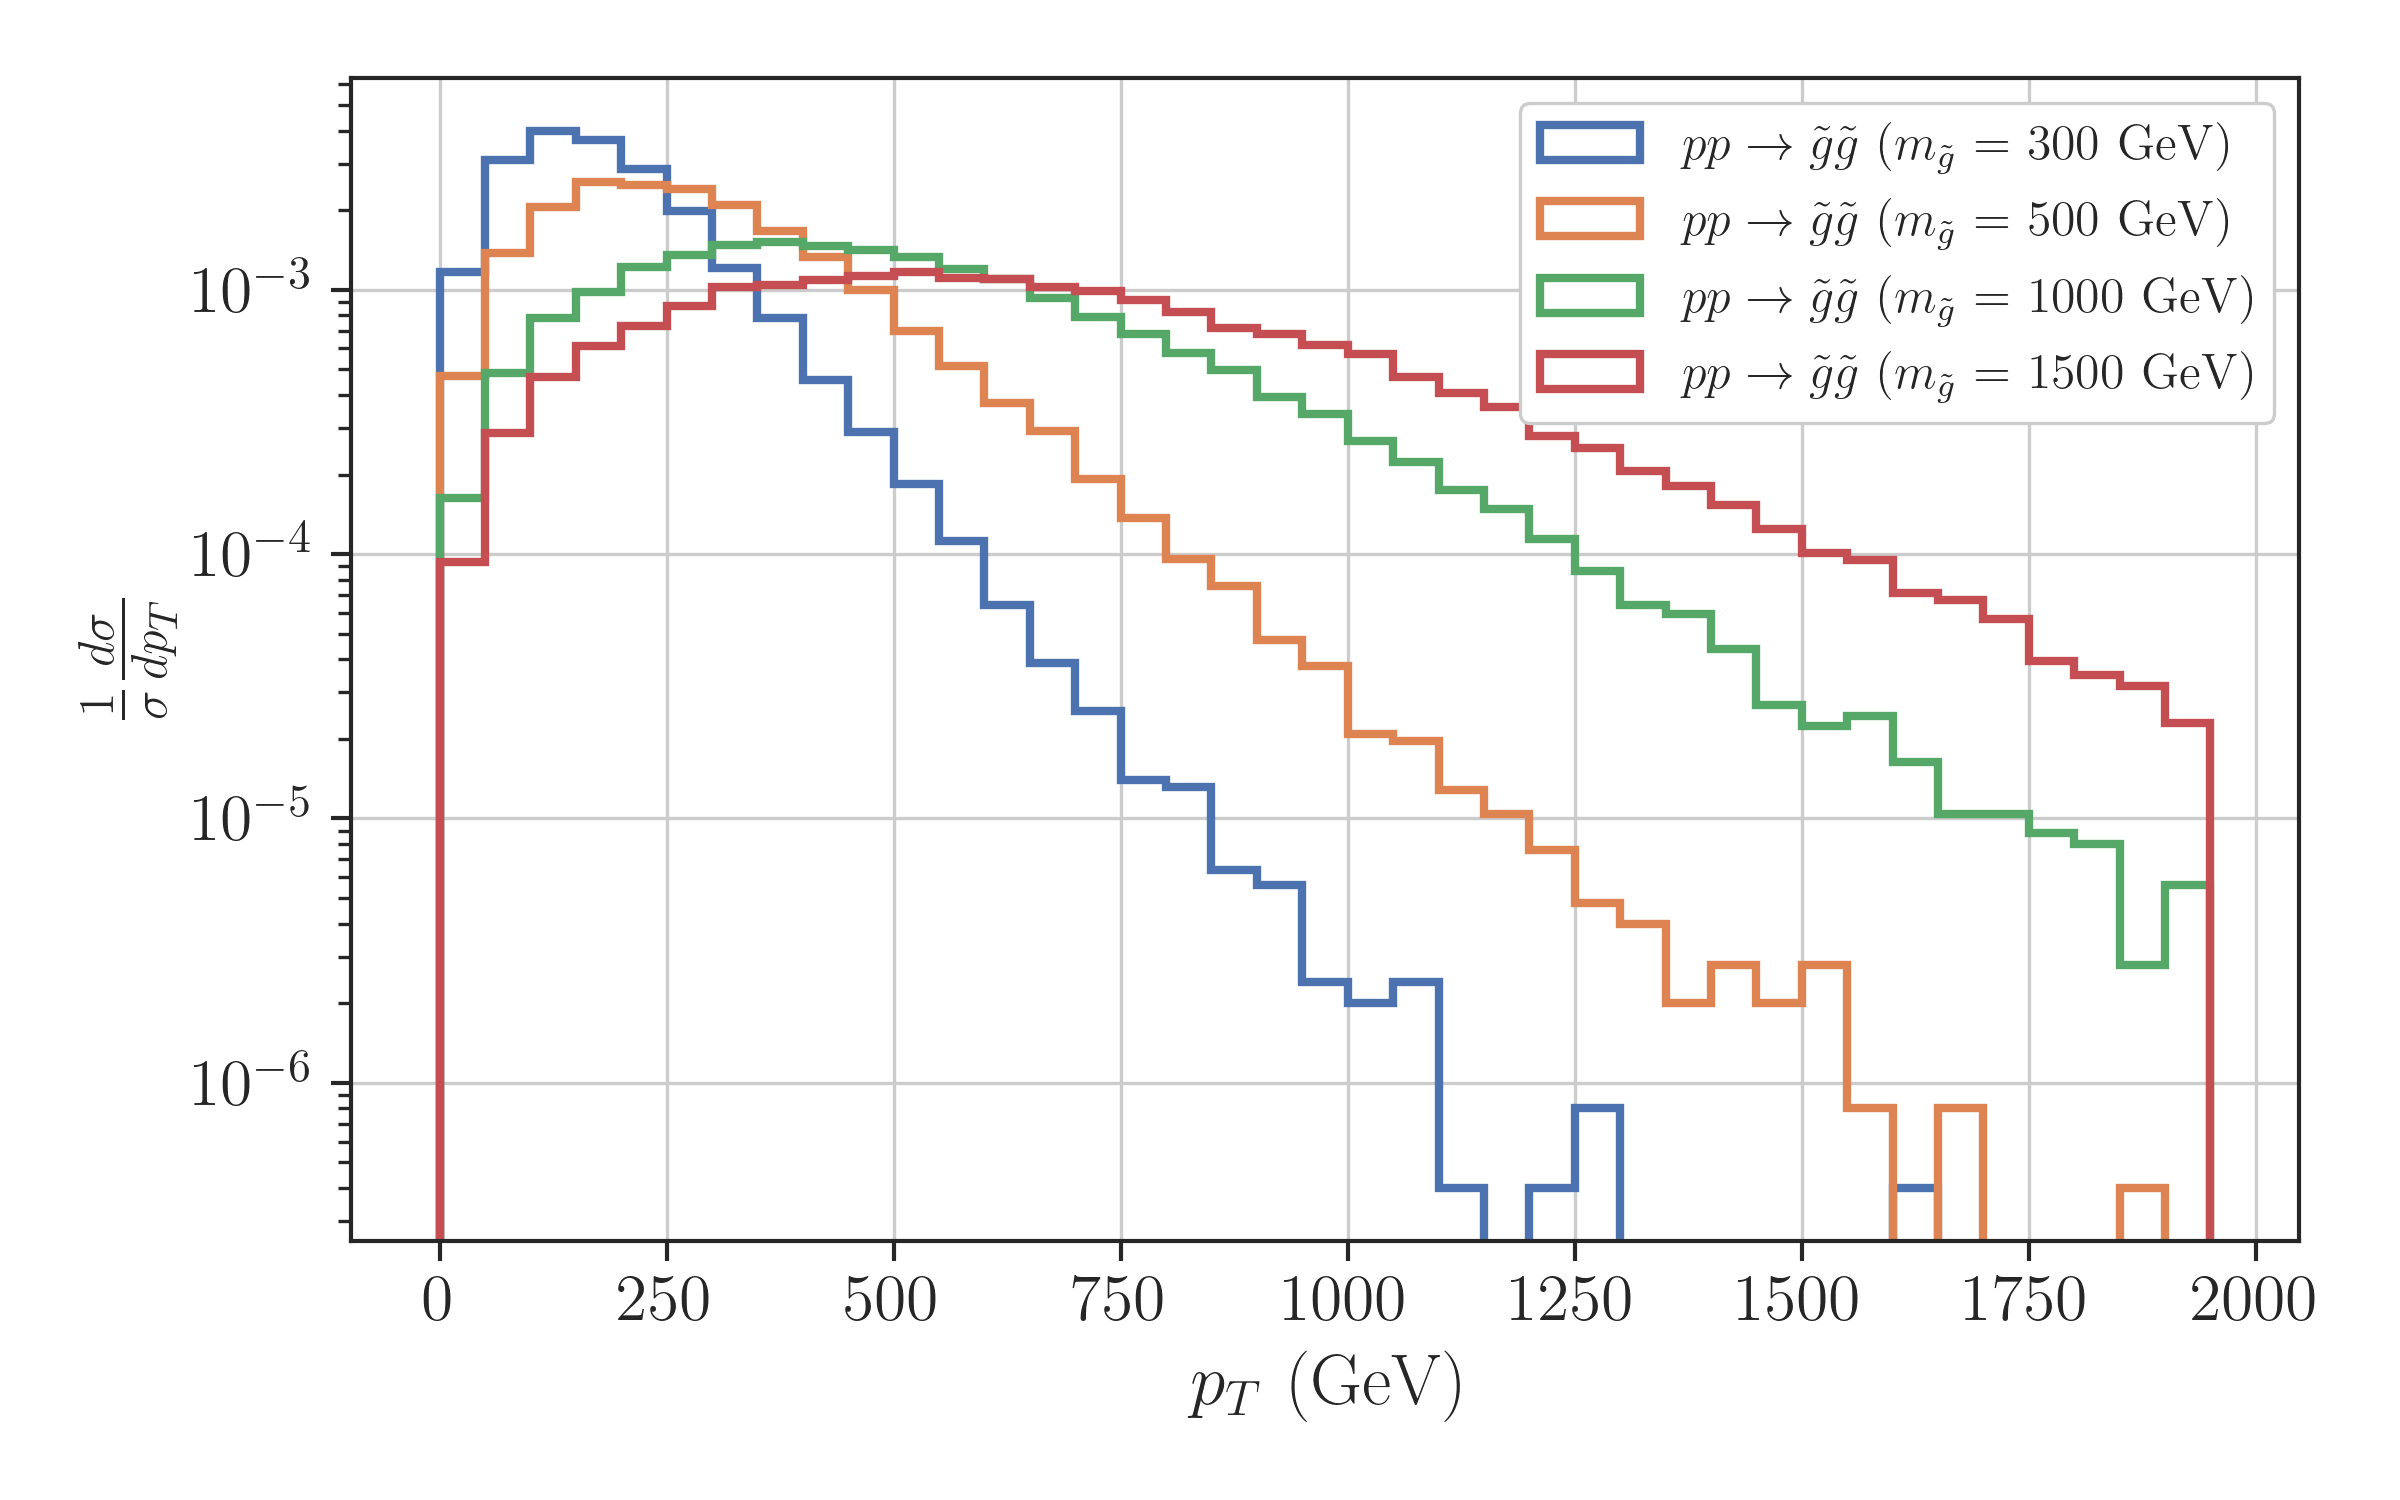 pp → g̃g̃ (m_g̃ = 300 GeV)
pp → g̃g̃ (m_g̃ = 500 GeV)
pp → g̃g̃ (m_g̃ = 1000 GeV)
pp → g̃g̃ (m_g̃ = 1500 GeV)
10⁻³
10⁻⁴
10⁻⁵
10⁻⁶
1/σ dσ/dp_T
0 250 500 750 1000 1250 1500 1750 2000
p_T (GeV)